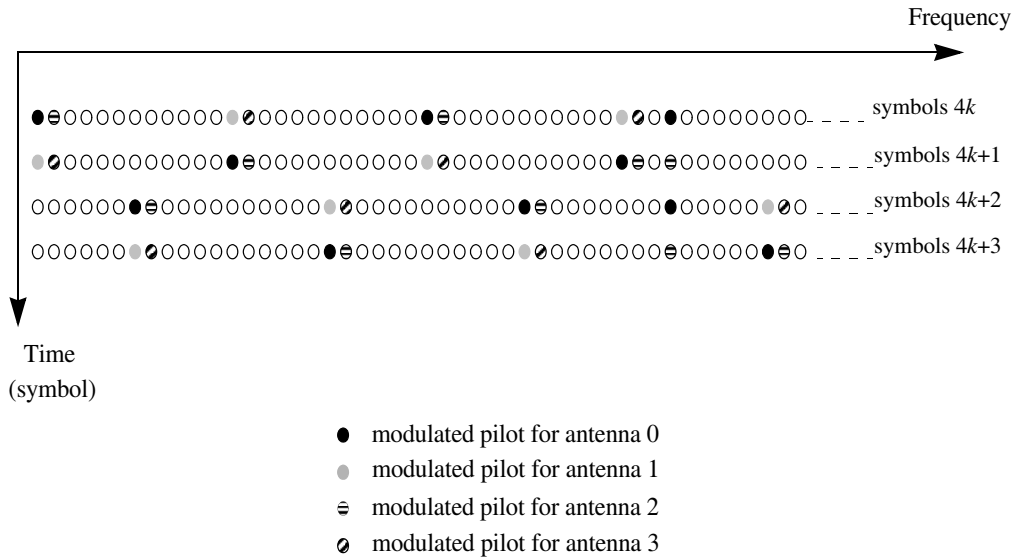 Frequency
symbols 4k
symbols 4k+1
symbols 4k+2
symbols 4k+3
Time
(symbol)
modulated pilot for antenna 0
modulated pilot for antenna 1
modulated pilot for antenna 2
modulated pilot for antenna 3